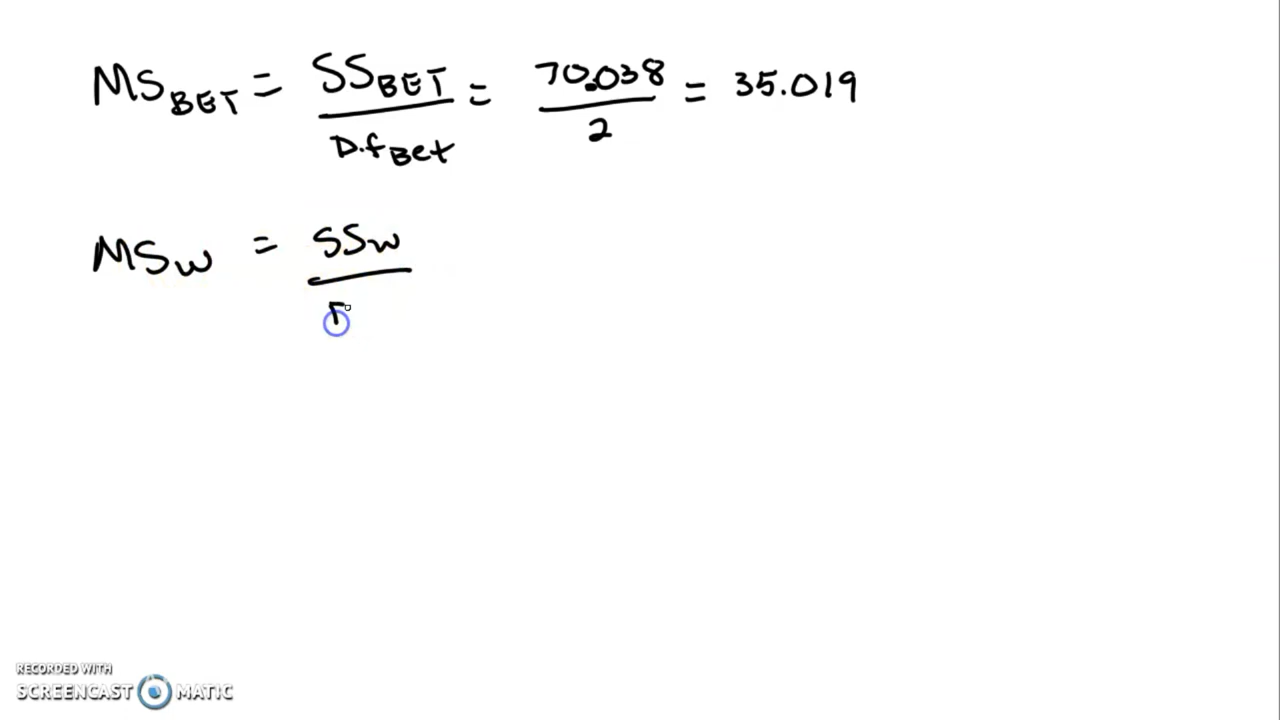 MS_BET = SS_BET / D.f_Bet = 70.038 / 2 = 35.019
MS_W = SS_W /
RECORDED WITH
SCREENCAST MATIC